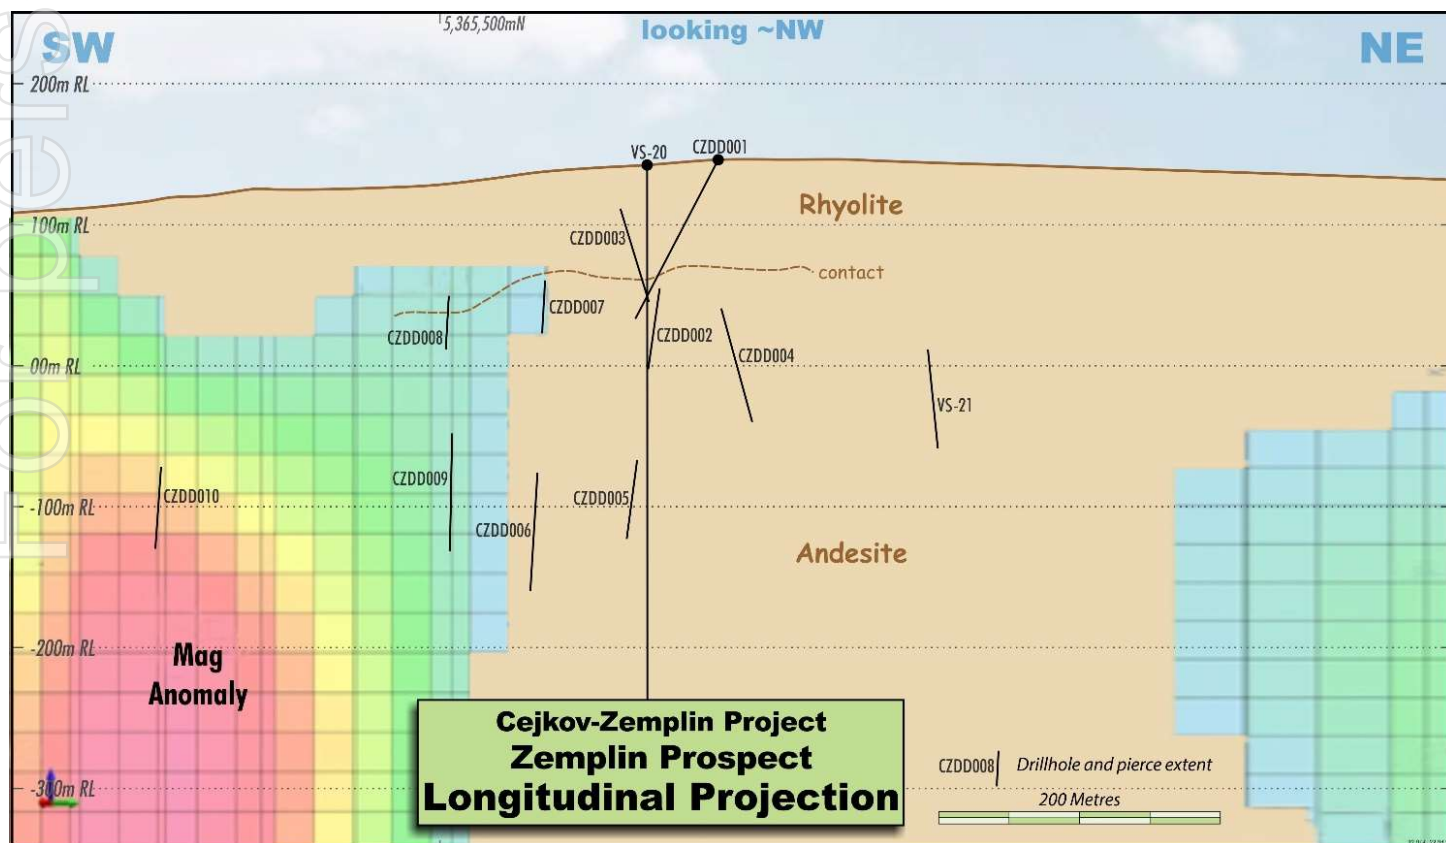 For pers
5,365,500mN
looking ~NW
SW
NE
200m RL
VS-20
CZDD001
Rhyolite
100m RL
CZDD003
contact
CZDD007
CZDD008
CZDD002
CZDD004
00m RL
VS-21
CZDD010
CZDD009
CZDD005
-100m RL
CZDD006
Andesite
-200m RL
Mag
Anomaly
Cejkov-Zemplin Project
Zemplin Prospect
Longitudinal Projection
CZDD008
Drillhole and pierce extent
-300m RL
200 Metres